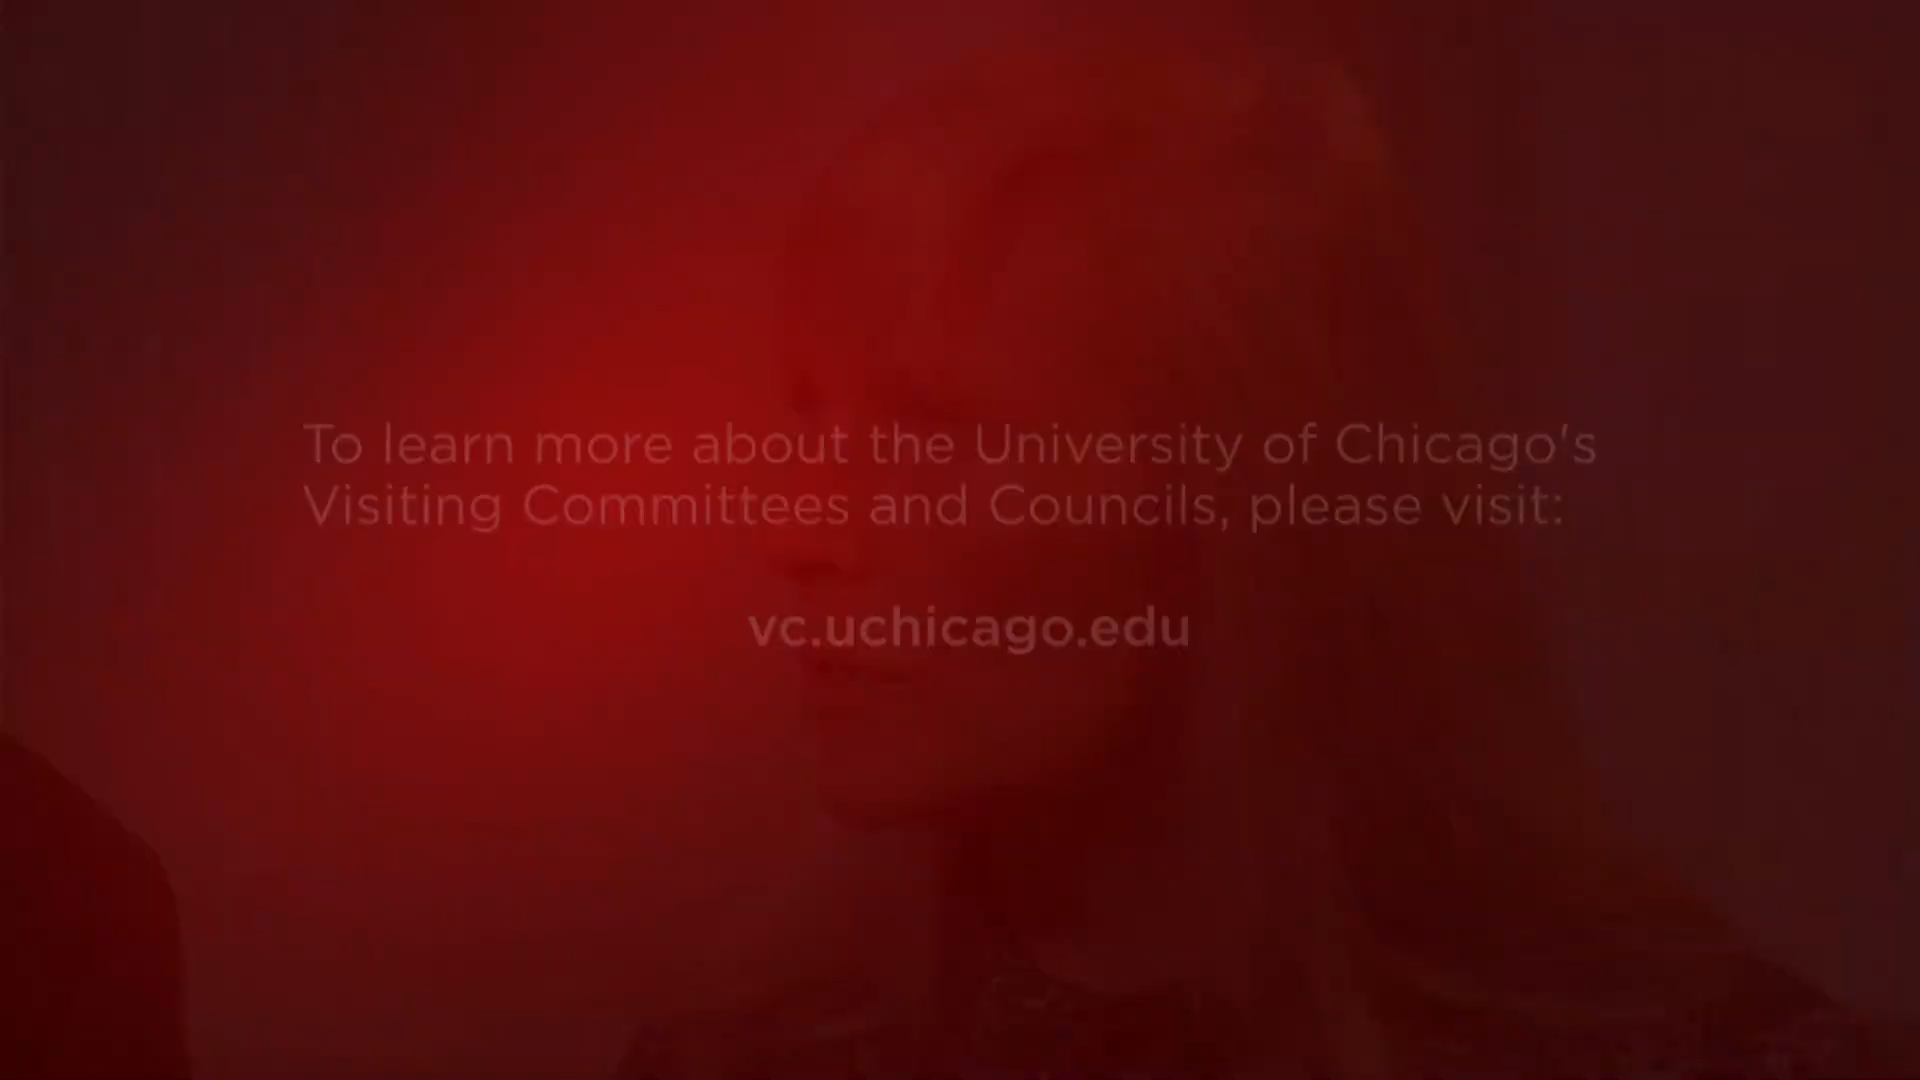 To learn more about the University of Chicago's
Visiting Committees and Councils, please visit:
vc.uchicago.edu